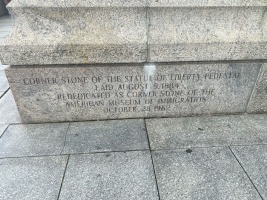 CORNER STONE OF THE STATUE OF LIBERTY PEDESTAL
LAID AUGUST 5, 1884
REDEDICATED AS CORNER STONE OF THE
AMERICAN MUSEUM OF IMMIGRATION
OCTOBER 28, 1962